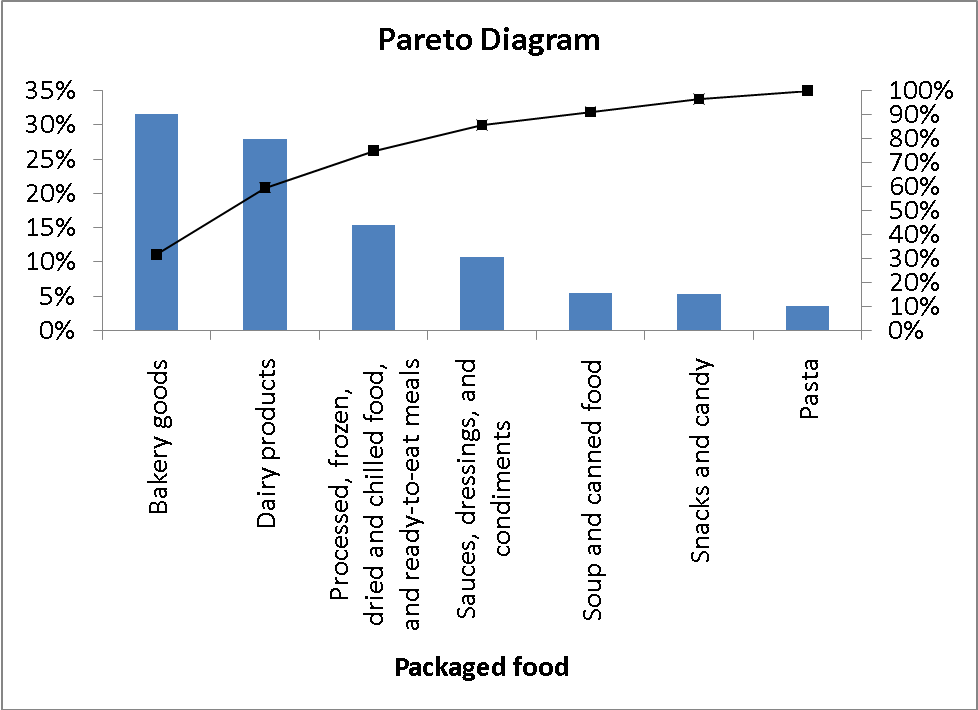 Pareto Diagram
35%
30%
25%
20%
15%
10%
5%
0%
100%
90%
80%
70%
60%
50%
40%
30%
20%
10%
0%
Bakery goods
Dairy products
Processed, frozen,
dried and chilled food,
and ready-to-eat meals
Sauces, dressings, and
condiments
Soup and canned food
Snacks and candy
Pasta
Packaged food